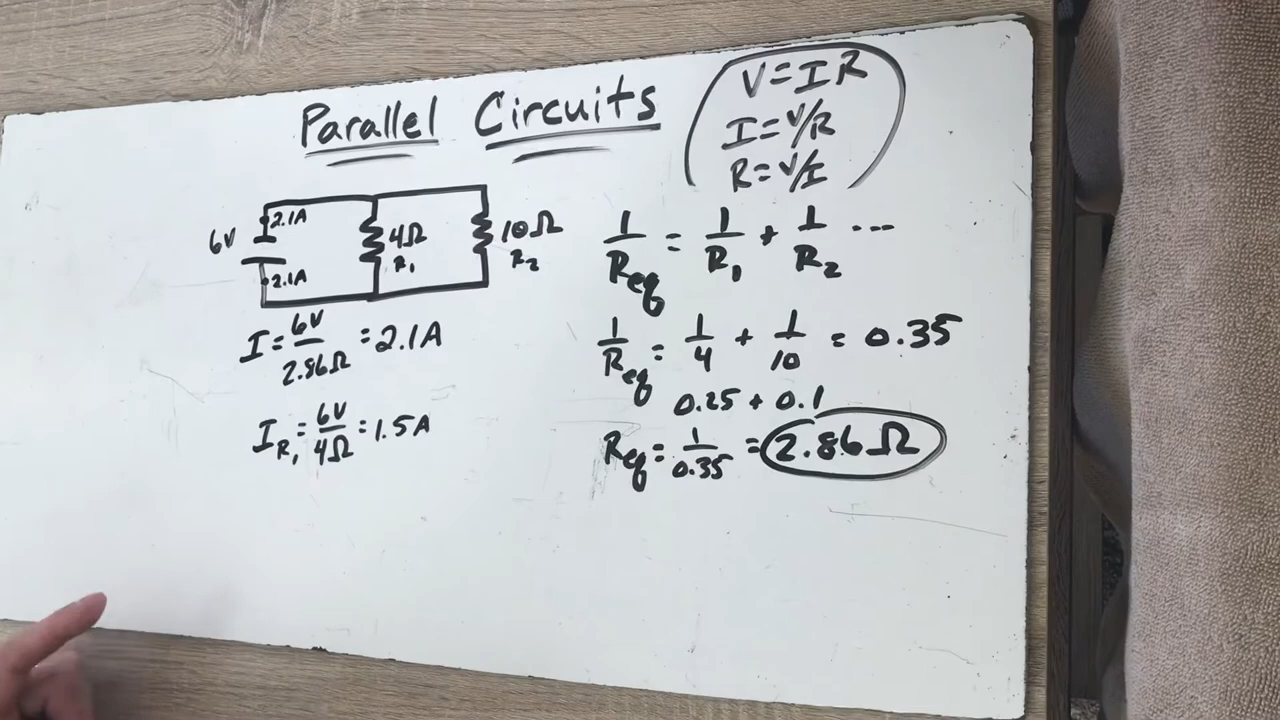 Parallel Circuits
V=IR
I=V/R
R=V/I
6V
2.1A
2.1A
4Ω
R₁
10Ω
R₂
I=6V/2.86Ω=2.1A
I_R₁=6V/4Ω=1.5A
1/Req=1/R₁+1/R₂...
1/Req=1/4+1/10=0.35
0.25+0.1
Req=1/0.35=2.86Ω